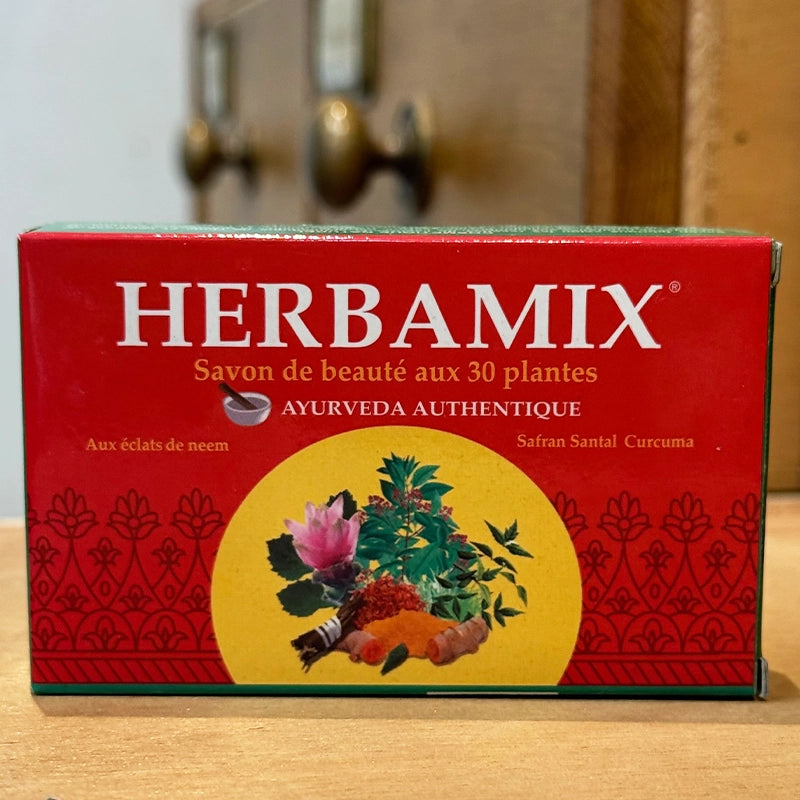 HERBAMIX®
Savon de beauté aux 30 plantes
AYURVEDA AUTHENTIQUE
Aux éclats de neem
Safran Santal Curcuma